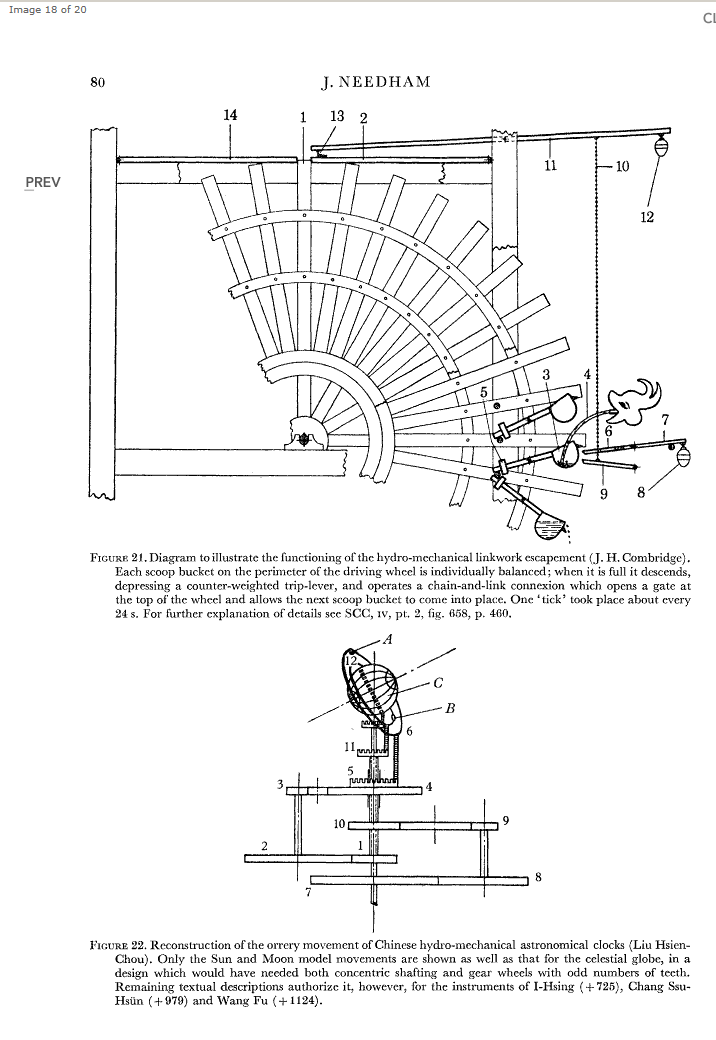 Image 18 of 20
CL
80
J. NEEDHAM
14
1
13
2
11
10
12
PREV
3
4
5
6
7
9
8
FIGURE 21. Diagram to illustrate the functioning of the hydro-mechanical linkwork escapement (J. H. Combridge).
Each scoop bucket on the perimeter of the driving wheel is individually balanced; when it is full it descends,
depressing a counter-weighted trip-lever, and operates a chain-and-link connexion which opens a gate at
the top of the wheel and allows the next scoop bucket to come into place. One ‘tick’ took place about every
24 s. For further explanation of details see SCC, IV, pt. 2, fig. 658, p. 460.
A
12
C
B
6
11
5
3
4
10
9
2
1
8
7
FIGURE 22. Reconstruction of the orrery movement of Chinese hydro-mechanical astronomical clocks (Liu Hsien-
Chou). Only the Sun and Moon model movements are shown as well as that for the celestial globe, in a
design which would have needed both concentric shafting and gear wheels with odd numbers of teeth.
Remaining textual descriptions authorize it, however, for the instruments of I-Hsing (+725), Chang Ssu-
Hsün (+979) and Wang Fu (+1124).